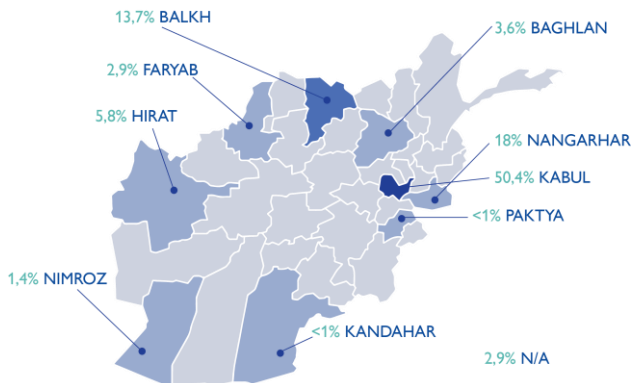 13,7% BALKH
3,6% BAGHLAN
2,9% FARYAB
5,8% HIRAT
18% NANGARHAR
50,4% KABUL
<1% PAKTYA
1,4% NIMROZ
<1% KANDAHAR
2,9% N/A